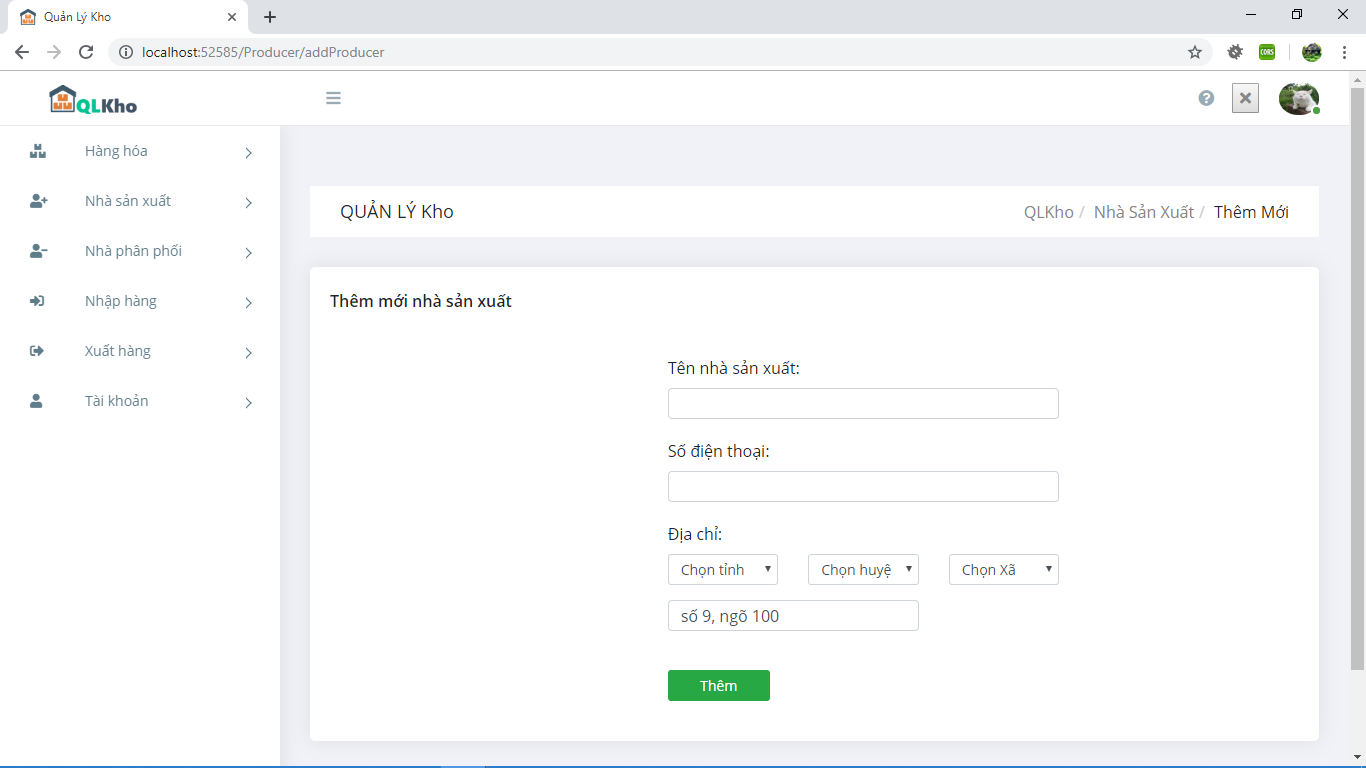 Quản Lý Kho
localhost:52585/Producer/addProducer
CORS
QLKho
Hàng hóa
Nhà sản xuất
Nhà phân phối
Nhập hàng
Xuất hàng
Tài khoản
QUẢN LÝ Kho
QLKho / Nhà Sản Xuất / Thêm Mới
Thêm mới nhà sản xuất
Tên nhà sản xuất:
Số điện thoại:
Địa chỉ:
Chọn tỉnh Chọn huyệ Chọn Xã
số 9, ngõ 100
Thêm